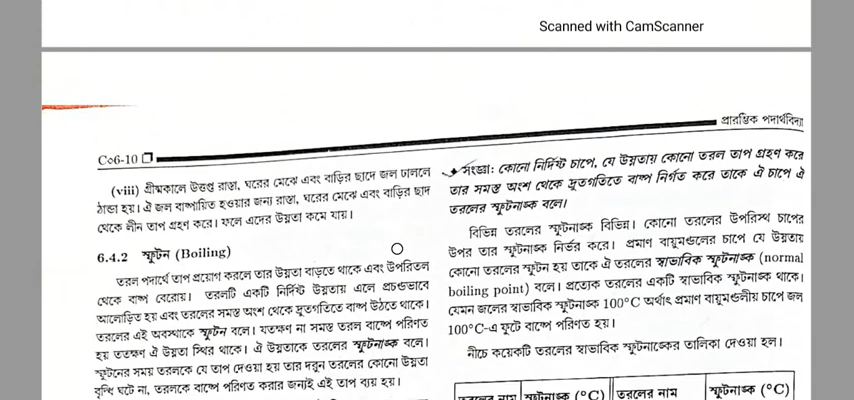 Scanned with CamScanner
প্রারম্ভিক পদার্থবিদ্যা
C૦6-10
(viii) গ্রীষ্মকালে উত্তপ্ত রাস্তা, ঘরের মেঝে এবং বাড়ির ছাদে জল ঢাললে
ঠান্ডা হয়। ঐ জল বাষ্পায়িত হওয়ার জন্য রাস্তা, ঘরের মেঝে এবং বাড়ির ছাদ
থেকে লীন তাপ গ্রহণ করে। ফলে এদের উষ্ণতা কমে যায়।
6.4.2 স্ফুটন (Boiling)
তরল পদার্থে তাপ প্রয়োগ করলে তার উষ্ণতা বাড়তে থাকে এবং উপরিতল
থেকে বাষ্প বেরোয়। তরলটি একটি নির্দিষ্ট উষ্ণতায় এলে প্রচণ্ডভাবে
আলোড়িত হয় এবং তরলের সমস্ত অংশ থেকে দ্রুতগতিতে বাষ্প উঠতে থাকে।
তরলের এই অবস্থাকে স্ফুটন বলে। যতক্ষণ না সমস্ত তরল বাষ্পে পরিণত
হয় ততক্ষণ ঐ উষ্ণতা স্থির থাকে। ঐ উষ্ণতাকে তরলের স্ফুটনাঙ্ক বলে।
স্ফুটনের সময় তরলকে যে তাপ দেওয়া হয় তার দরুন তরলের কোনো উষ্ণতা
বৃদ্ধি ঘটে না, তরলকে বাষ্পে পরিণত করার জন্যই এই তাপ ব্যয় হয়।
সংজ্ঞা: কোনো নির্দিষ্ট চাপে, যে উষ্ণতায় কোনো তরল তাপ গ্রহণ করে
তার সমস্ত অংশ থেকে দ্রুতগতিতে বাষ্প নির্গত করে তাকে ঐ চাপে ঐ
তরলের স্ফুটনাঙ্ক বলে।
বিভিন্ন তরলের স্ফুটনাঙ্ক বিভিন্ন। কোনো তরলের উপরিস্থ চাপের
উপর তার স্ফুটনাঙ্ক নির্ভর করে। প্রমাণ বায়ুমণ্ডলের চাপে যে উষ্ণতায়
কোনো তরলের স্ফুটন হয় তাকে ঐ তরলের স্বাভাবিক স্ফুটনাঙ্ক (normal
boiling point) বলে। প্রত্যেক তরলের একটি স্বাভাবিক স্ফুটনাঙ্ক থাকে।
যেমন জলের স্বাভাবিক স্ফুটনাঙ্ক 100°C অর্থাৎ প্রমাণ বায়ুমণ্ডলীয় চাপে জল
100°C-এ ফুটে বাষ্পে পরিণত হয়।
নীচে কয়েকটি তরলের স্বাভাবিক স্ফুটনাঙ্কের তালিকা দেওয়া হল।
তরলের নাম স্ফুটনাঙ্ক (°C) তরলের নাম স্ফুটনাঙ্ক (°C)